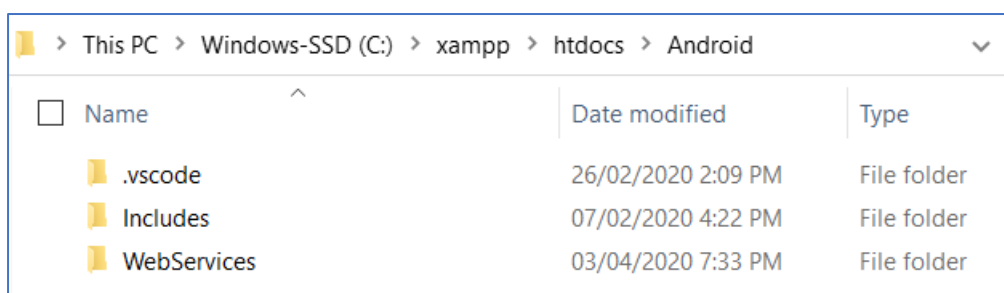 > This PC > Windows-SSD (C:) > xampp > htdocs > Android
Name Date modified Type
.vscode 26/02/2020 2:09 PM File folder
Includes 07/02/2020 4:22 PM File folder
WebServices 03/04/2020 7:33 PM File folder